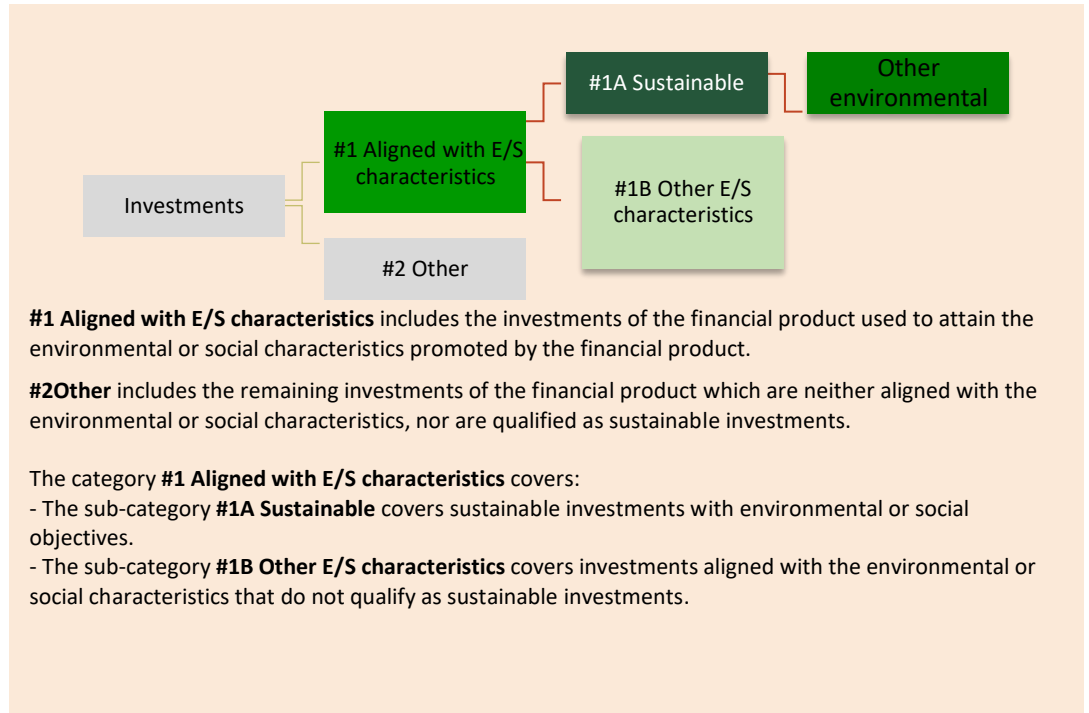 #1A Sustainable
Other
environmental
#1 Aligned with E/S
characteristics
#1B Other E/S
characteristics
Investments
#2 Other
#1 Aligned with E/S characteristics includes the investments of the financial product used to attain the
environmental or social characteristics promoted by the financial product.
#2Other includes the remaining investments of the financial product which are neither aligned with the
environmental or social characteristics, nor are qualified as sustainable investments.
The category #1 Aligned with E/S characteristics covers:
- The sub-category #1A Sustainable covers sustainable investments with environmental or social
objectives.
- The sub-category #1B Other E/S characteristics covers investments aligned with the environmental or
social characteristics that do not qualify as sustainable investments.